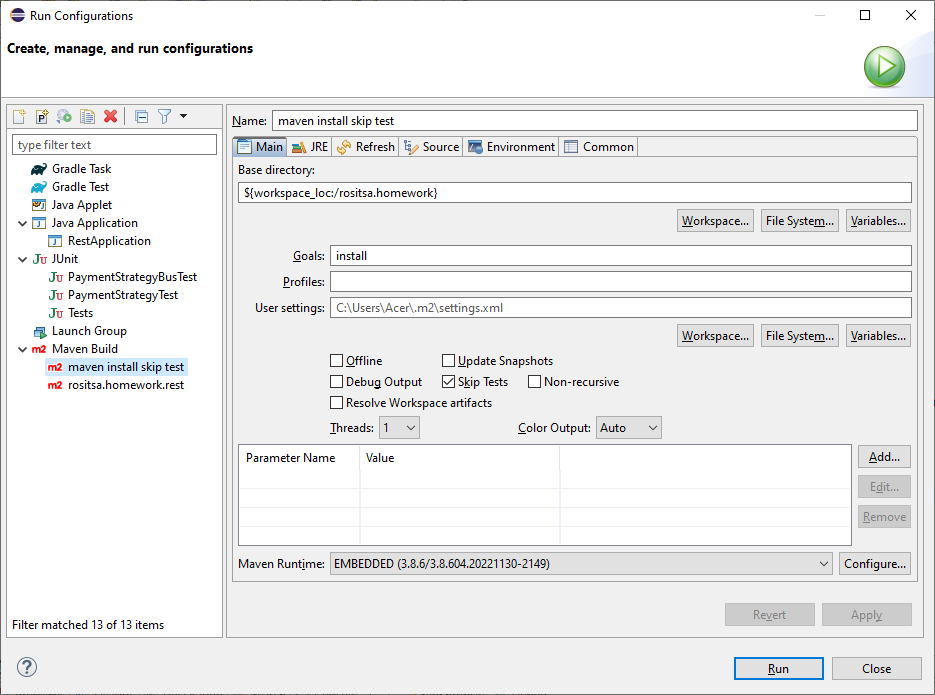 Run Configurations
Create, manage, and run configurations
type filter text
Gradle Task
Gradle Test
Java Applet
Java Application
RestApplication
JUnit
PaymentStrategyBusTest
PaymentStrategyTest
Tests
Launch Group
Maven Build
m2 maven install skip test
m2 rositsa.homework.rest
Filter matched 13 of 13 items
Name: maven install skip test
Main JRE Refresh Source Environment Common
Base directory:
${workspace_loc:/rositsa.homework}
Workspace... File System... Variables...
Goals: install
Profiles:
User settings: C:\Users\Acer\.m2\settings.xml
Workspace... File System... Variables...
Offline Update Snapshots
Debug Output Skip Tests Non-recursive
Resolve Workspace artifacts
Threads: 1 Color Output: Auto
Parameter Name Value
Add...
Edit...
Remove
Maven Runtime: EMBEDDED (3.8.6/3.8.604.20221130-2149) Configure...
Revert Apply
Run Close